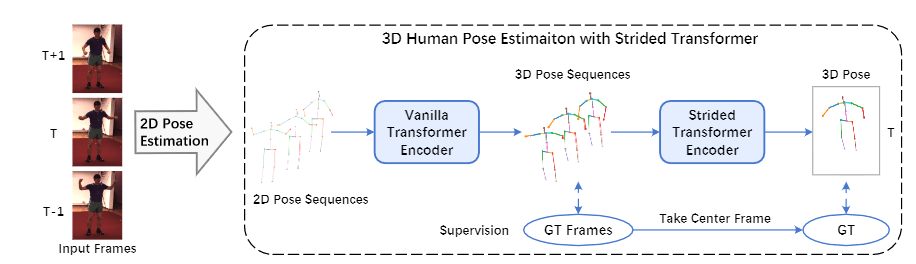 3D Human Pose Estimaiton with Strided Transformer
T+1
T
T-1
Input Frames
2D Pose
Estimation
2D Pose Sequences
Vanilla
Transformer
Encoder
3D Pose Sequences
Strided
Transformer
Encoder
3D Pose
T
Supervision
GT Frames
Take Center Frame
GT